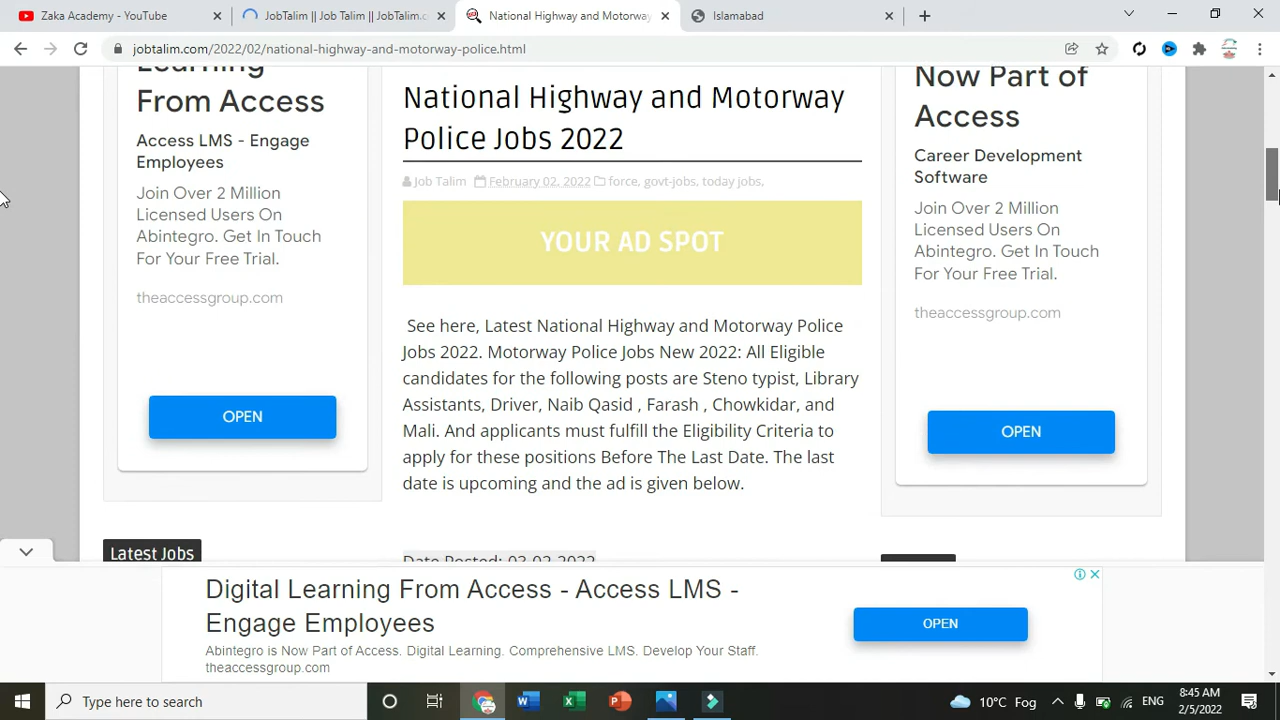 Zaka Academy - YouTube
JobTalim || Job Talim || JobTalim.c
National Highway and Motorway
Islamabad
jobtalim.com/2022/02/national-highway-and-motorway-police.html
Learning
From Access
Access LMS - Engage
Employees
Join Over 2 Million
Licensed Users On
Abintegro. Get In Touch
For Your Free Trial.
theaccessgroup.com
OPEN
Latest Jobs
National Highway and Motorway
Police Jobs 2022
Job Talim February 02, 2022 force, govt-jobs, today jobs,
YOUR AD SPOT
See here, Latest National Highway and Motorway Police
Jobs 2022. Motorway Police Jobs New 2022: All Eligible
candidates for the following posts are Steno typist, Library
Assistants, Driver, Naib Qasid , Farash , Chowkidar, and
Mali. And applicants must fulfill the Eligibility Criteria to
apply for these positions Before The Last Date. The last
date is upcoming and the ad is given below.
Date Posted: 03-02-2022
Now Part of
Access
Career Development
Software
Join Over 2 Million
Licensed Users On
Abintegro. Get In Touch
For Your Free Trial.
theaccessgroup.com
OPEN
Digital Learning From Access - Access LMS -
Engage Employees
Abintegro is Now Part of Access. Digital Learning. Comprehensive LMS. Develop Your Staff.
theaccessgroup.com
OPEN
Type here to search
10°C Fog
ENG
8:45 AM
2/5/2022